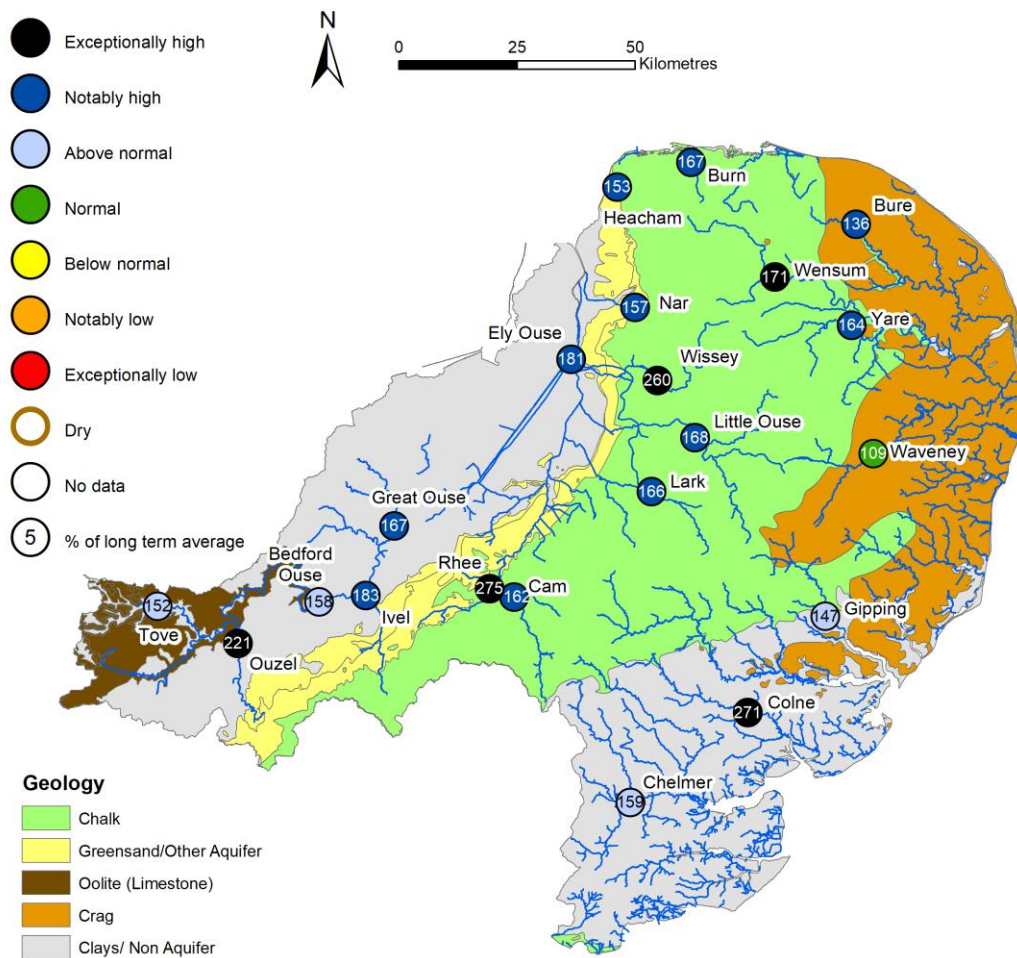 N
0 25 50
Kilometres
Exceptionally high
Notably high
Above normal
Normal
Below normal
Notably low
Exceptionally low
Dry
No data
5 % of long term average
167
Burn
153
Heacham
Bure
136
171
Wensum
157
Nar
164
Yare
Ely Ouse
181
Wissey
260
Little Ouse
168
109
Waveney
166
Lark
Great Ouse
167
Bedford
Ouse
158
Rhee
275
162
Cam
183
Ivel
152
Tove
221
Ouzel
147
Gipping
271
Colne
Chelmer
159
Geology
Chalk
Greensand/Other Aquifer
Oolite (Limestone)
Crag
Clays/ Non Aquifer